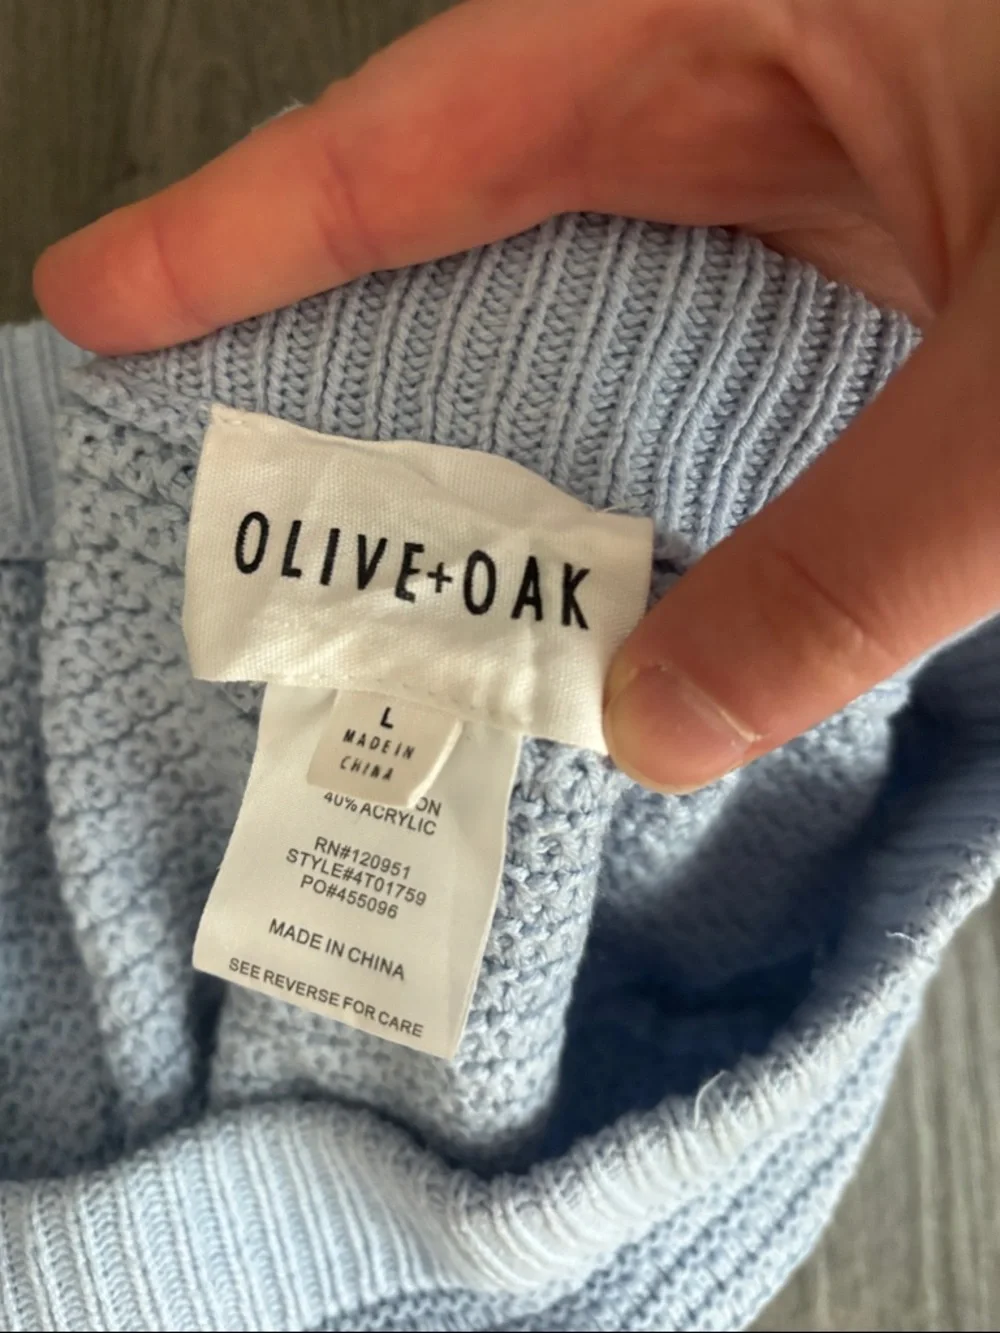 OLIVE+OAK
L
MADE IN
CHINA
ON
40% ACRYLIC
RN#120951
STYLE#4T01759
PO#455096
MADE IN CHINA
SEE REVERSE FOR CARE